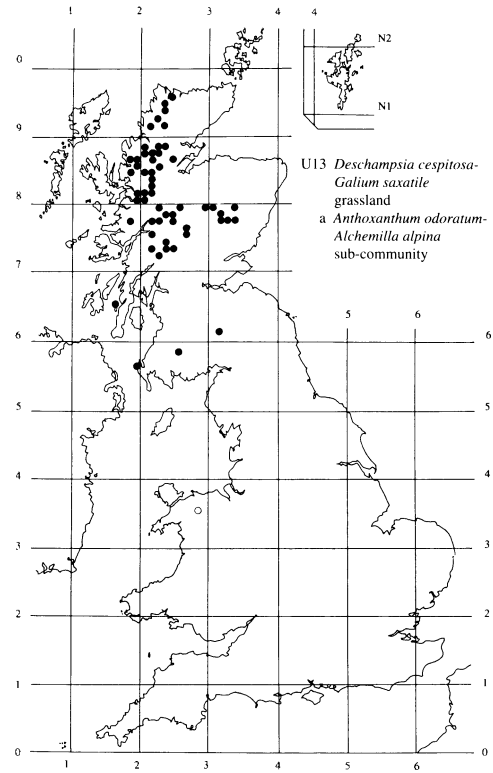 1 2 3 4
N2
0
N1
9
U13 Deschampsia cespitosa-
Galium saxatile
grassland
8
a Anthoxanthum odoratum-
Alchemilla alpina
sub-community
7
5 6
6 6
5 5
4 4
3 3
2 2
1 1
0 0
1 2 3 4 5 6